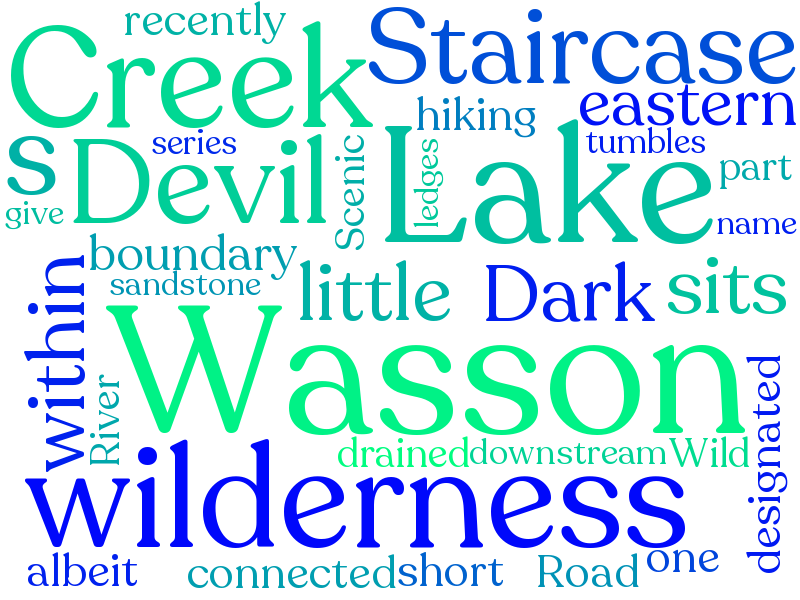 recently
Staircase
Creek
hiking
eastern
series
tumbles
s
Devil
Scenic
ledges
Lake
part
give
name
boundary
sandstone
little
Dark
sits
within
Wasson
River
drained
downstream
Wild
designated
wilderness
albeit
connected
short
Road
one